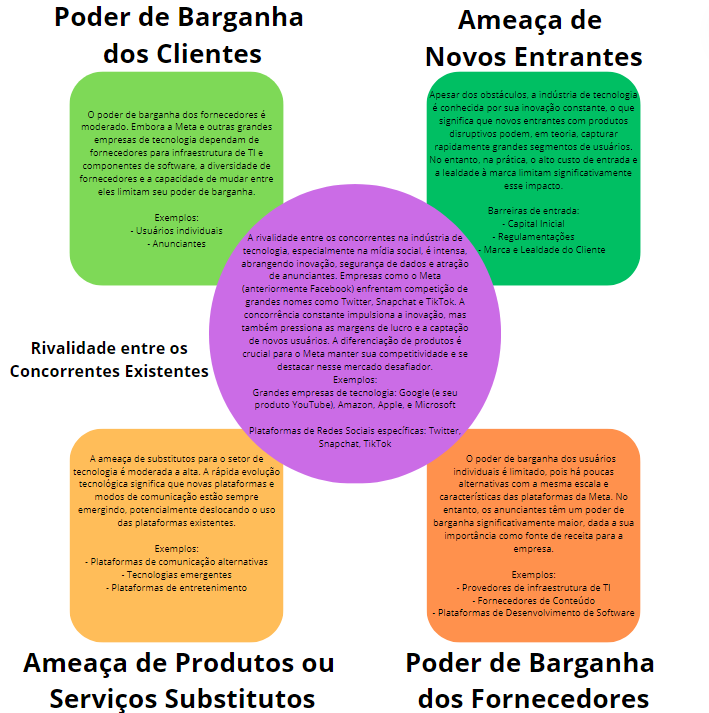 Poder de Barganha
dos Clientes
O poder de barganha dos fornecedores é
moderado. Embora a Meta e outras grandes
empresas de tecnologia dependam de
fornecedores para infraestrutura de TI e
componentes de software, a diversidade de
fornecedores e a capacidade de mudar entre
eles limitam seu poder de barganha.
Exemplos:
- Usuários individuais
- Anunciantes
Ameaça de
Novos Entrantes
Apesar dos obstáculos, a indústria de tecnologia
é conhecida por sua inovação constante, o que
significa que novos entrantes com produtos
disruptivos podem, em teoria, capturar
rapidamente grandes segmentos de usuários.
No entanto, na prática, o alto custo de entrada e
a lealdade à marca limitam significativamente
esse impacto.
Barreiras de entrada:
- Capital Inicial
- Regulamentações
- Marca e Lealdade do Cliente
Rivalidade entre os
Concorrentes Existentes
A rivalidade entre os concorrentes na indústria de
tecnologia, especialmente na mídia social, é intensa,
abrangendo inovação, segurança de dados e atração
de anunciantes. Empresas como o Meta
(anteriormente Facebook) enfrentam competição de
grandes nomes como Twitter, Snapchat e TikTok. A
concorrência constante impulsiona a inovação, mas
também pressiona as margens de lucro e a captação
de novos usuários. A diferenciação de produtos é
crucial para o Meta manter sua competitividade e se
destacar nesse mercado desafiador.
Exemplos:
Grandes empresas de tecnologia: Google (e seu
produto YouTube), Amazon, Apple, e Microsoft
Plataformas de Redes Sociais específicas: Twitter,
Snapchat, TikTok
A ameaça de substitutos para o setor de
tecnologia é moderada a alta. A rápida evolução
tecnológica significa que novas plataformas e
modos de comunicação estão sempre
emergindo, potencialmente deslocando o uso
das plataformas existentes.
Exemplos:
- Plataformas de comunicação alternativas
- Tecnologias emergentes
- Plataformas de entretenimento
Ameaça de Produtos ou
Serviços Substitutos
O poder de barganha dos usuários
individuais é limitado, pois há poucas
alternativas com a mesma escala e
características das plataformas da Meta. No
entanto, os anunciantes têm um poder de
barganha significativamente maior, dada a sua
importância como fonte de receita para a
empresa.
Exemplos:
- Provedores de infraestrutura de TI
- Fornecedores de Conteúdo
- Plataformas de Desenvolvimento de Software
Poder de Barganha
dos Fornecedores